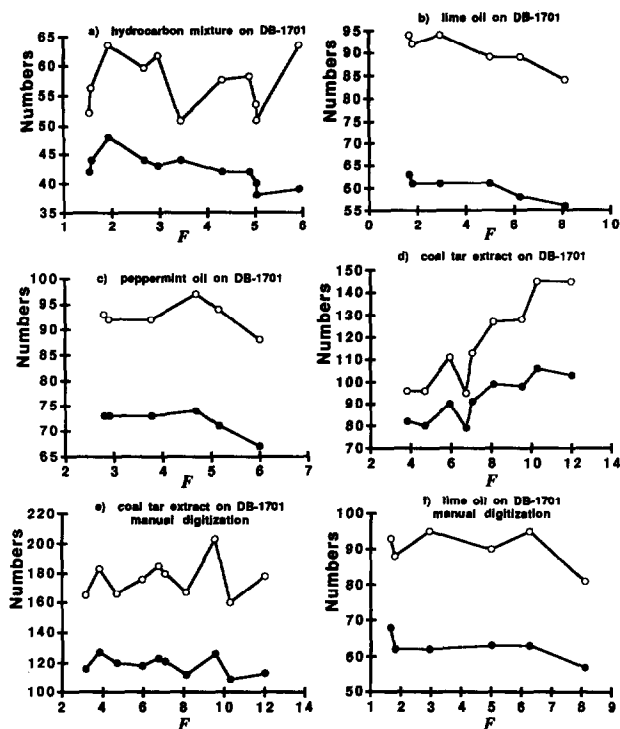 a) hydrocarbon mixture on DB-1701
Numbers
65
60
55
50
45
40
35
1 2 3 4 5 6
F
b) lime oil on DB-1701
Numbers
95
90
85
80
75
70
65
60
55
0 2 4 6 8 10
F
c) peppermint oil on DB-1701
Numbers
100
95
90
85
80
75
70
65
2 3 4 5 6 7
F
d) coal tar extract on DB-1701
Numbers
150
140
130
120
110
100
90
80
70
2 4 6 8 10 12 14
F
e) coal tar extract on DB-1701
manual digitization
Numbers
220
200
180
160
140
120
100
2 4 6 8 10 12 14
F
f) lime oil on DB-1701
manual digitization
Numbers
100
90
80
70
60
50
1 2 3 4 5 6 7 8 9
F